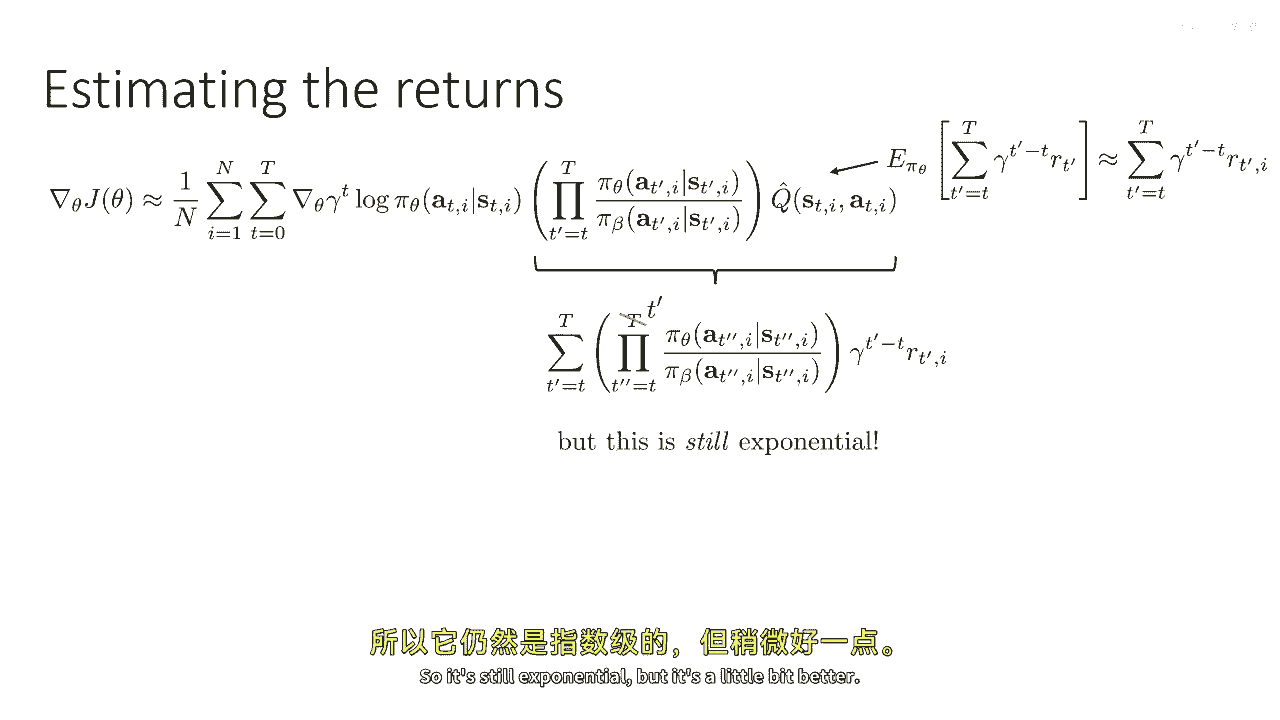 Estimating the returns
$\nabla_\theta J(\theta) \approx \frac{1}{N} \sum_{i=1}^{N} \sum_{t=0}^{T} \nabla_\theta \gamma^t \log \pi_\theta(\mathbf{a}_{t,i}|\mathbf{s}_{t,i}) \left( \prod_{t'=t}^{T} \frac{\pi_\theta(\mathbf{a}_{t',i}|\mathbf{s}_{t',i})}{\pi_\beta(\mathbf{a}_{t',i}|\mathbf{s}_{t',i})} \right) \hat{Q}(\mathbf{s}_{t,i}, \mathbf{a}_{t,i})$
$E_{\pi_\theta} \left[ \sum_{t'=t}^{T} \gamma^{t'-t} r_{t'} \right] \approx \sum_{t'=t}^{T} \gamma^{t'-t} r_{t',i}$
$\sum_{t'=t}^{T} \left( \prod_{t''=t}^{\cancel{T}\, t'} \frac{\pi_\theta(\mathbf{a}_{t'',i}|\mathbf{s}_{t'',i})}{\pi_\beta(\mathbf{a}_{t'',i}|\mathbf{s}_{t'',i})} \right) \gamma^{t'-t} r_{t',i}$
but this is still exponential!
所以它仍然是指数级的，但稍微好一点。
So it's still exponential, but it's a little bit better.